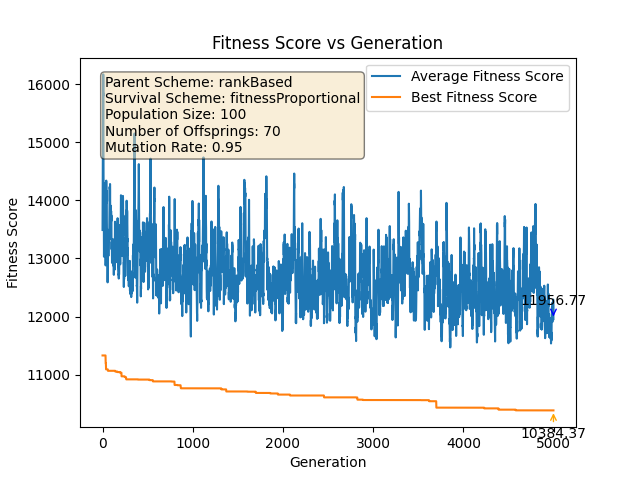 Fitness Score vs Generation
Parent Scheme: rankBased
Survival Scheme: fitnessProportional
Population Size: 100
Number of Offsprings: 70
Mutation Rate: 0.95
Average Fitness Score
Best Fitness Score
Fitness Score
16000
15000
14000
13000
12000
11000
11956.77
10384.37
0
1000
2000
3000
4000
5000
Generation